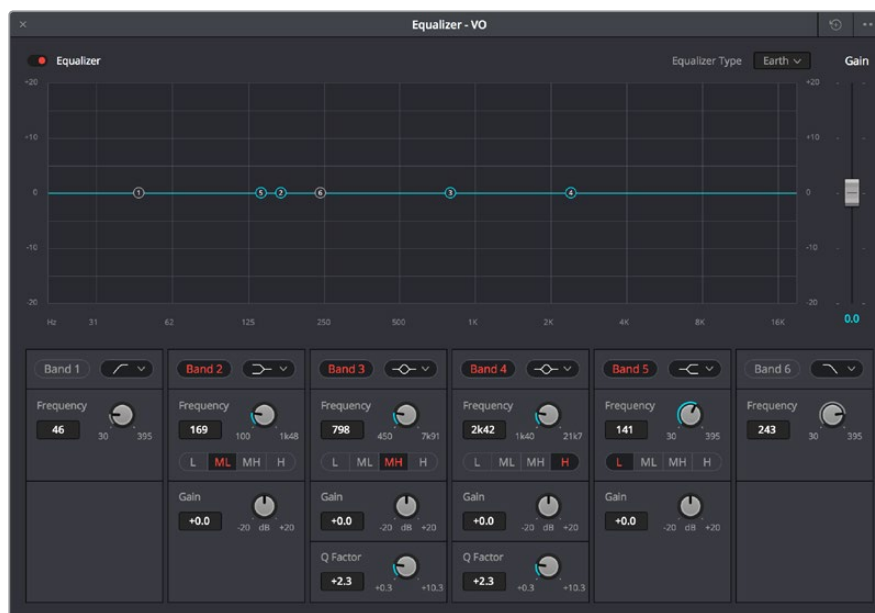 × Equalizer - VO
Equalizer Equalizer Type Earth Gain
+20 +20
+10 +10
0 1 5 2 6 3 4 0
-10 -10
-20 -20
Hz 31 62 125 250 500 1K 2K 4K 8K 16K 0.0
Band 1 Band 2 Band 3 Band 4 Band 5 Band 6
Frequency Frequency Frequency Frequency Frequency Frequency
46 169 798 2k42 141 243
30 395 100 1k48 450 7k91 1k40 21k7 30 395 30 395
L ML MH H L ML MH H L ML MH H L ML MH H
Gain Gain Gain Gain
+0.0 +0.0 +0.0 +0.0
-20 dB +20 -20 dB +20 -20 dB +20 -20 dB +20
Q Factor Q Factor
+2.3 +2.3
+0.3 +10.3 +0.3 +10.3